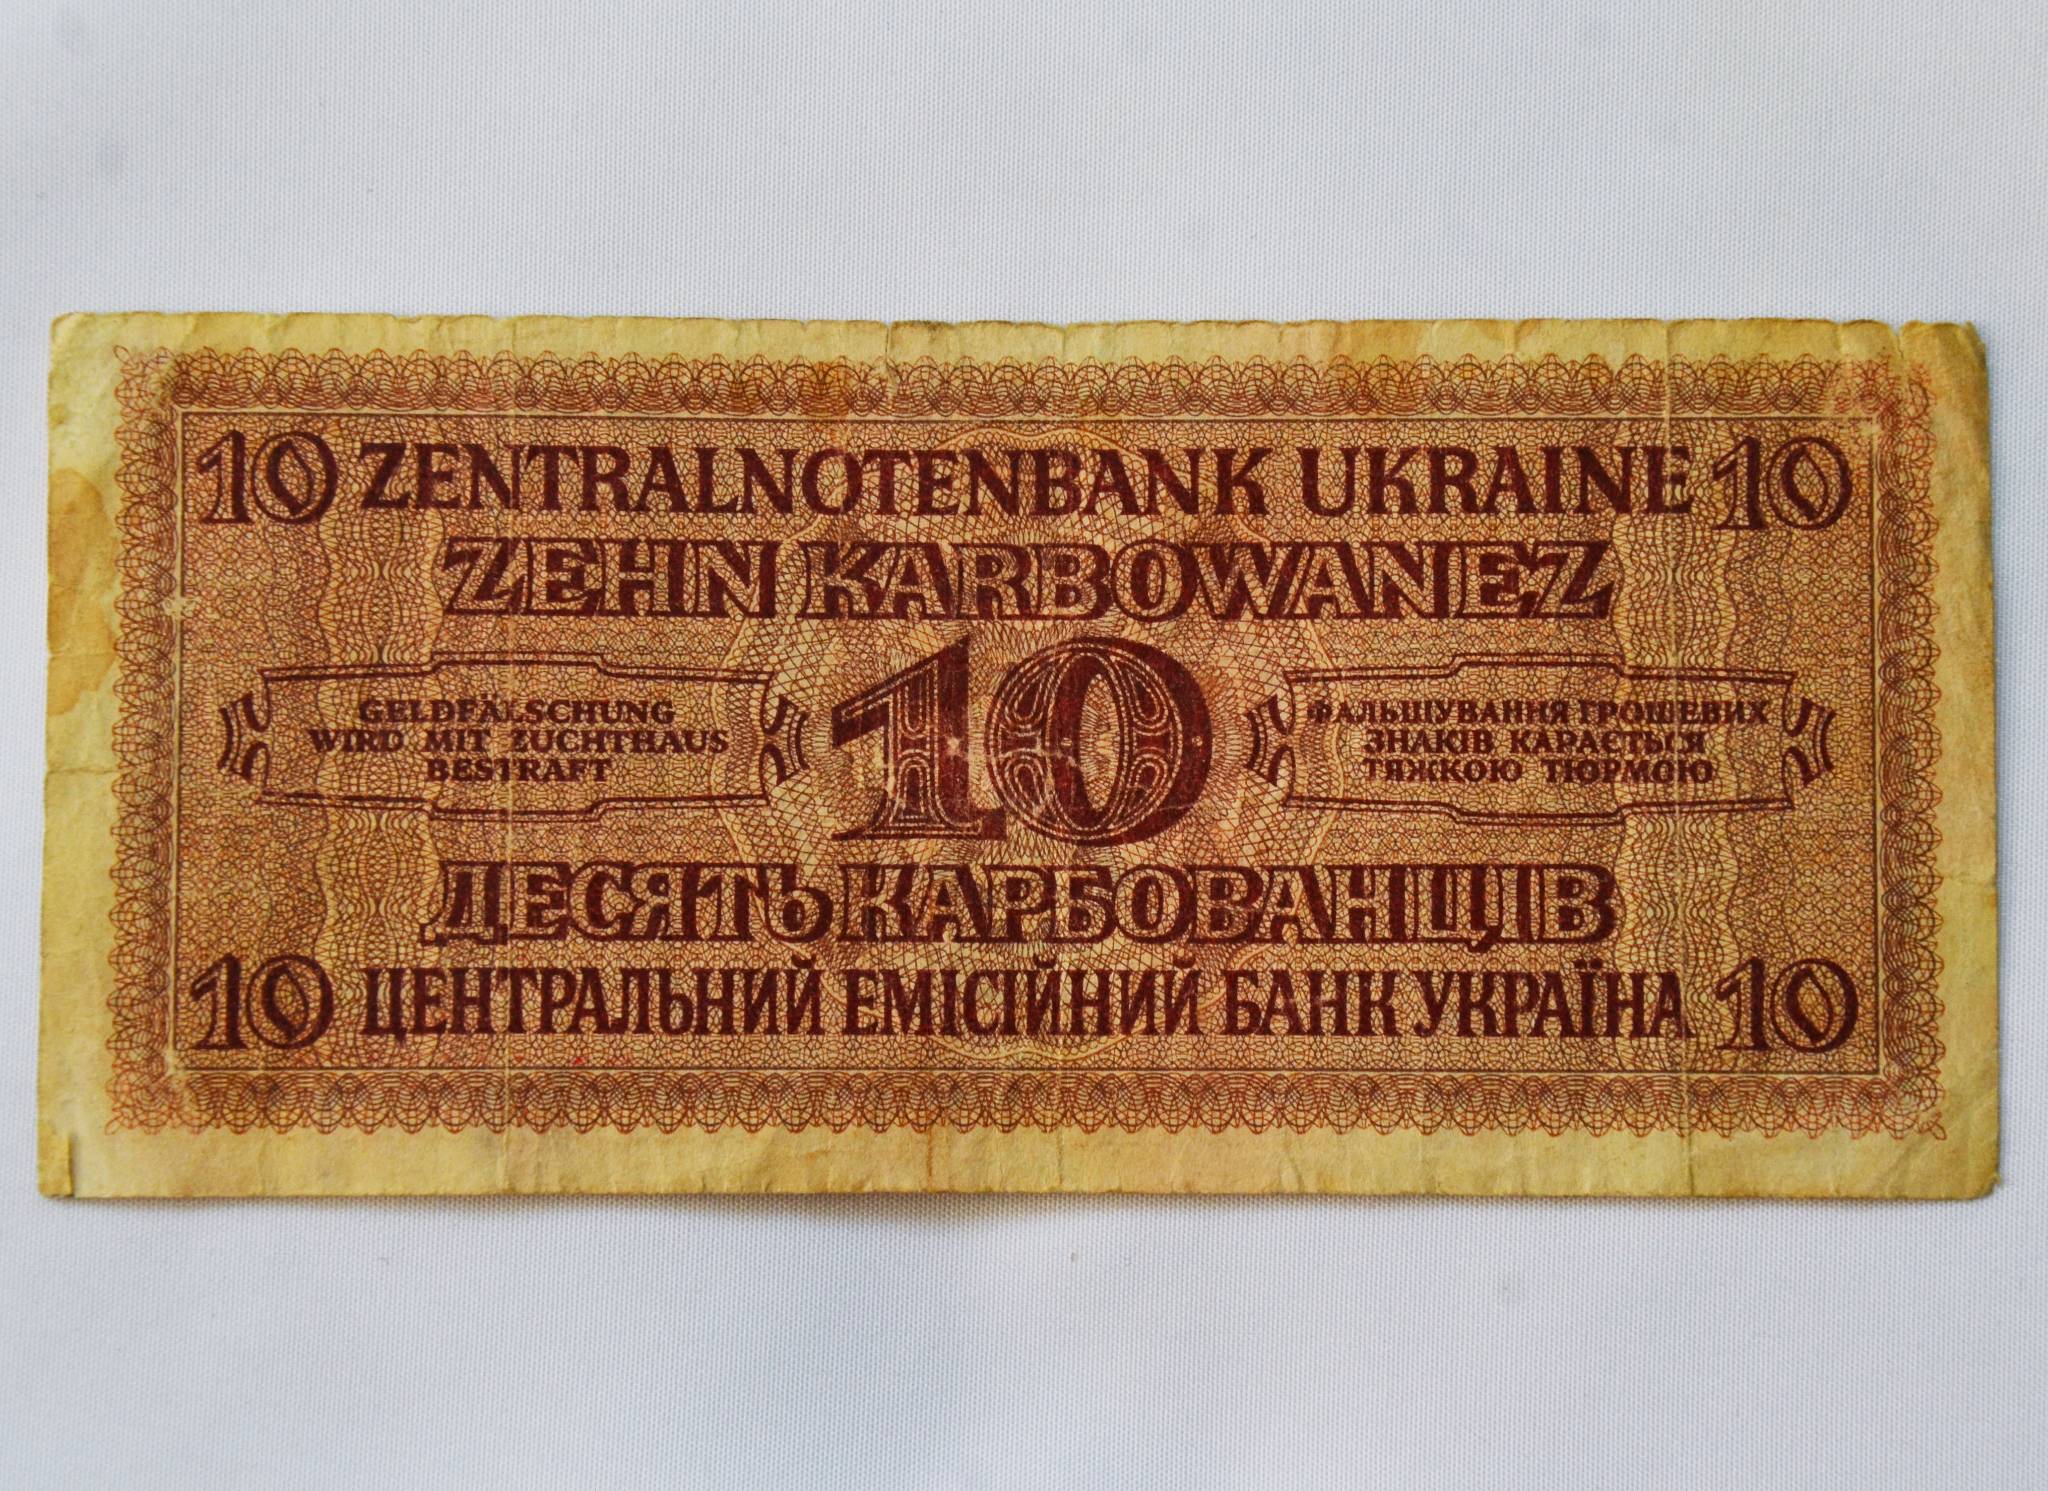 10 ZENTRALNOTENBANK UKRAINE 10
ZEHN KARBOWANEZ
GELDFÄLSCHUNG
WIRD MIT ZUCHTHAUS
BESTRAFT
10
ФАЛЬШУВАННЯ ГРОШЕВИХ
ЗНАКІВ КАРАЄТЬСЯ
ТЯЖКОЮ ТЮРМОЮ
ДЕСЯТЬ КАРБОВАНЦІВ
10 ЦЕНТРАЛЬНИЙ ЕМІСІЙНИЙ БАНК УКРАЇНА 10